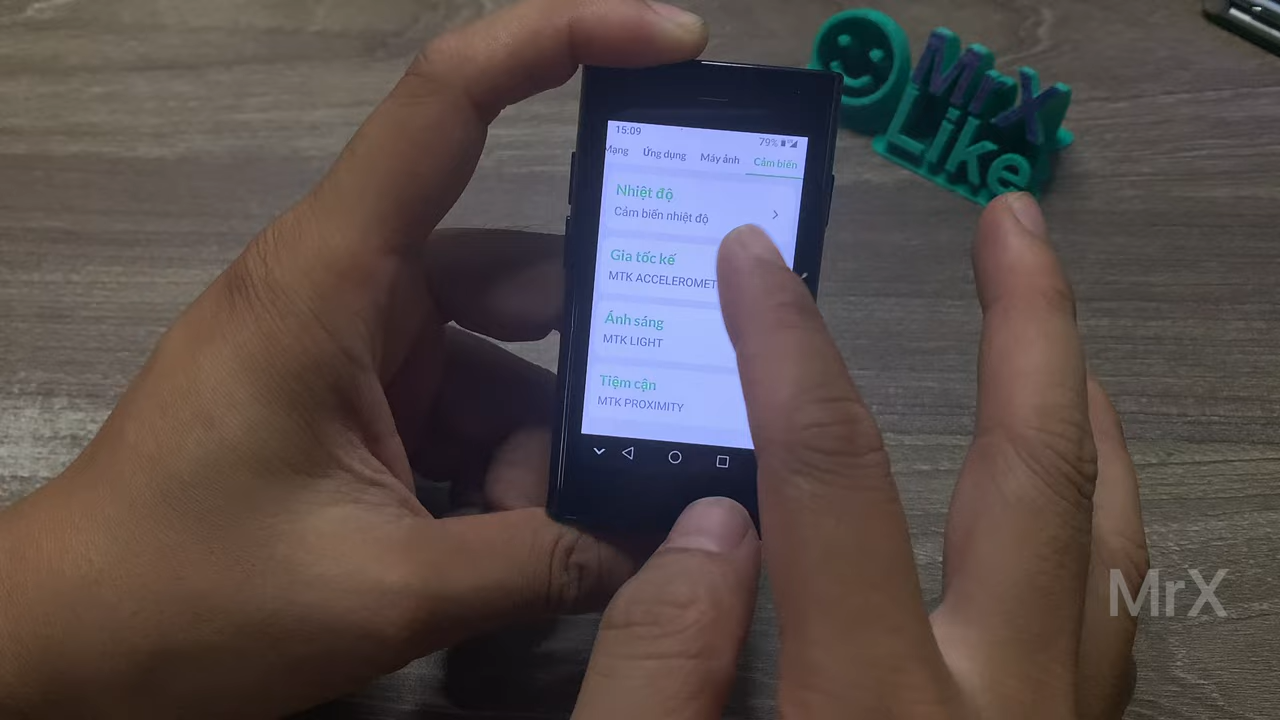 15:09
79%
Mạng Ứng dụng Máy ảnh Cảm biến
Nhiệt độ
Cảm biến nhiệt độ
Gia tốc kế
MTK ACCELEROMET
Ánh sáng
MTK LIGHT
Tiệm cận
MTK PROXIMITY
MrX
Like
MrX